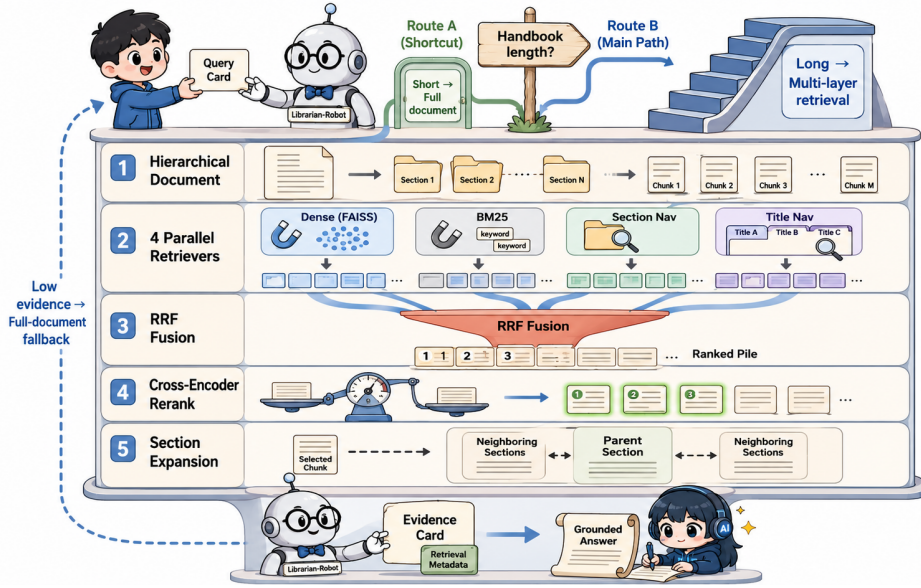 Query
Card
Librarian-Robot
Route A
(Shortcut)
Short →
Full
document
Handbook
length?
Route B
(Main Path)
Long →
Multi-layer
retrieval
1 Hierarchical
Document
Section 1
Section 2
Section N
Chunk 1
Chunk 2
Chunk 3
...
Chunk M
2 4 Parallel
Retrievers
Dense (FAISS)
BM25
keyword
keyword
Section Nav
Title Nav
Title A
Title B
Title C
...
...
...
...
3 RRF
Fusion
RRF Fusion
1 1
2
3
... Ranked Pile
4 Cross-Encoder
Rerank
1
2
3
...
5 Section
Expansion
Selected
Chunk
Neighboring
Sections
Parent
Section
Neighboring
Sections
Low
evidence →
Full-document
fallback
Librarian-Robot
Evidence
Card
Retrieval
Metadata
Grounded
Answer
AI